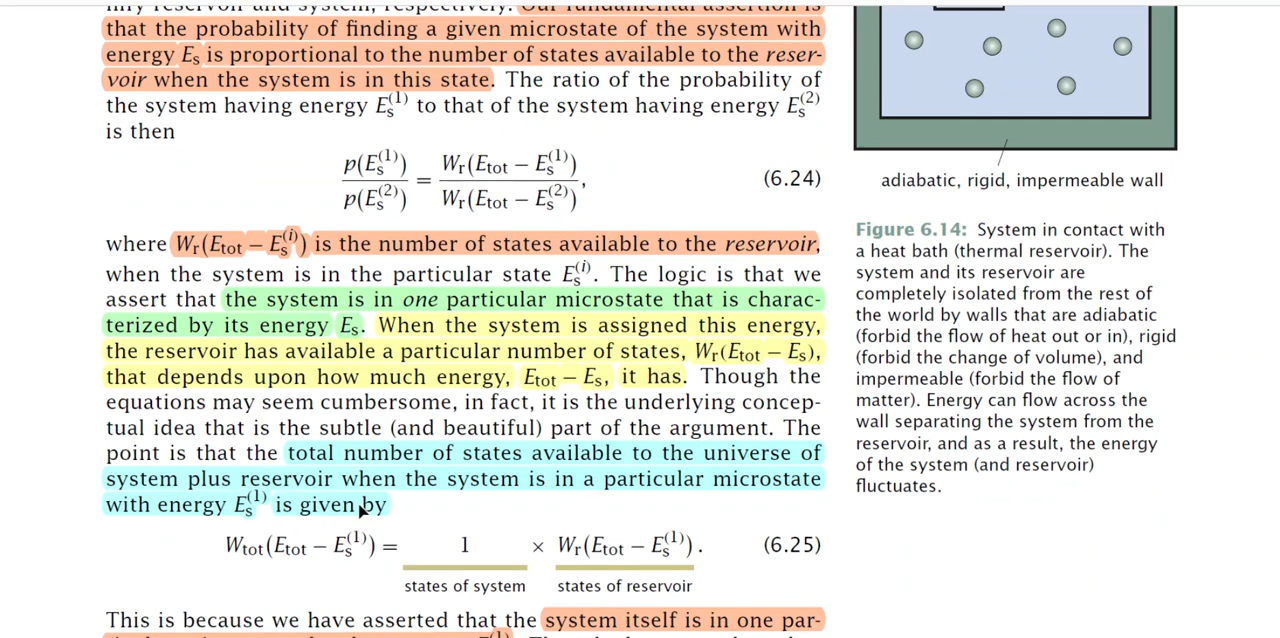 that the probability of finding a given microstate of the system with
energy Es is proportional to the number of states available to the reser-
voir when the system is in this state. The ratio of the probability of
the system having energy Es(1) to that of the system having energy Es(2)
is then
p(Es(1)) / p(Es(2)) = Wr(Etot − Es(1)) / Wr(Etot − Es(2)), (6.24)
where Wr(Etot − Es(i)) is the number of states available to the reservoir,
when the system is in the particular state Es(i). The logic is that we
assert that the system is in one particular microstate that is charac-
terized by its energy Es. When the system is assigned this energy,
the reservoir has available a particular number of states, Wr(Etot − Es),
that depends upon how much energy, Etot − Es, it has. Though the
equations may seem cumbersome, in fact, it is the underlying concep-
tual idea that is the subtle (and beautiful) part of the argument. The
point is that the total number of states available to the universe of
system plus reservoir when the system is in a particular microstate
with energy Es(1) is given by
Wtot(Etot − Es(1)) = 1 × Wr(Etot − Es(1)). (6.25)
states of system states of reservoir
This is because we have asserted that the system itself is in one par-
adiabatic, rigid, impermeable wall
Figure 6.14: System in contact with
a heat bath (thermal reservoir). The
system and its reservoir are
completely isolated from the rest of
the world by walls that are adiabatic
(forbid the flow of heat out or in), rigid
(forbid the change of volume), and
impermeable (forbid the flow of
matter). Energy can flow across the
wall separating the system from the
reservoir, and as a result, the energy
of the system (and reservoir)
fluctuates.